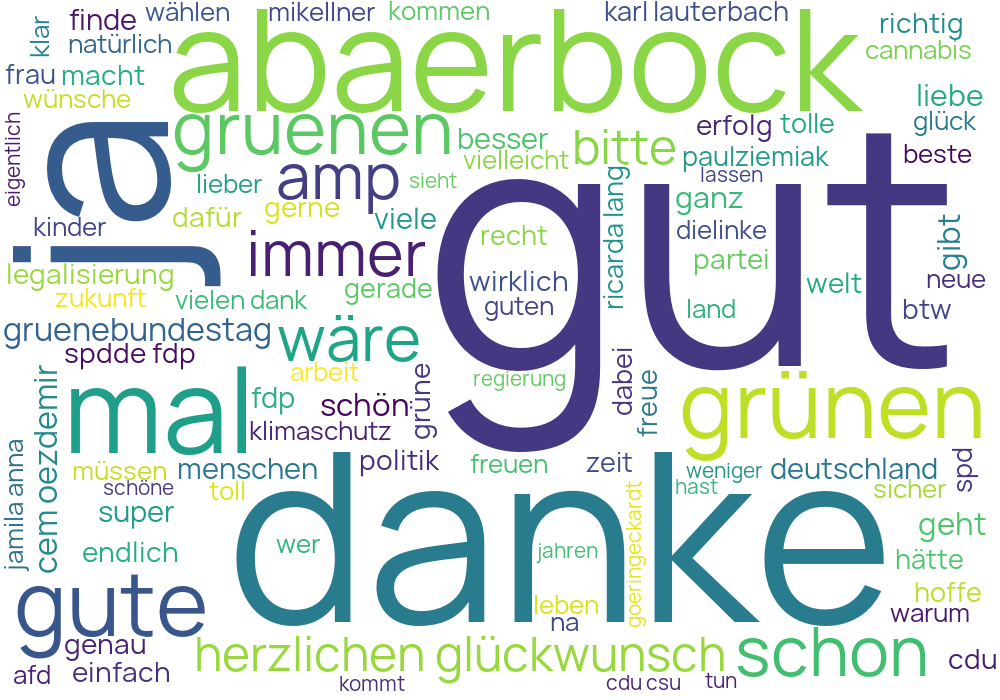 wählen mikellner kommen karl lauterbach
klar finde richtig
natürlich abaerbock cannabis
frau macht
wünsche liebe
glück
eigentlich ja gruenen besser bitte erfolg tolle
vielleicht paulziemiak beste
lieber amp sieht lassen
dafür gerne viele ricarda lang ganz
kinder immer recht gut dielinke gibt
legalisierung partei
zukunft gerade wirklich welt neue
vielen dank guten land btw
gruenebundestag wäre
spdde fdp arbeit dabei
cem oezdemir mal fdp schön grüne regierung freue grünen
klimaschutz
jamila anna politik
müssen menschen freuen zeit weniger deutschland spd
schöne toll hast sicher
super danke goeringeckardt geht
endlich wer jahren hätte
gute leben hoffe
na warum
genau herzlichen glückwunsch schon cdu
afd einfach
kommt cdu csu tun